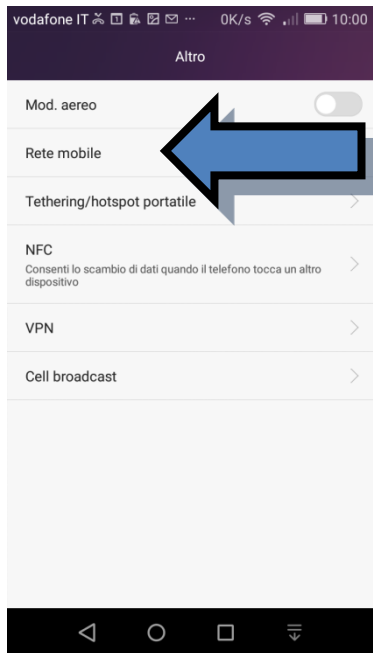 vodafone IT 0K/s 10:00
Altro
Mod. aereo
Rete mobile
Tethering/hotspot portatile
NFC
Consenti lo scambio di dati quando il telefono tocca un altro
dispositivo
VPN
Cell broadcast